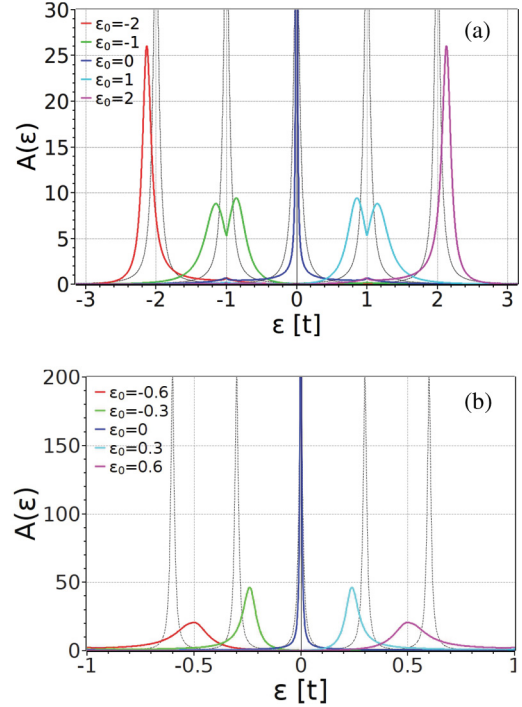 (a)
30
25
20
15
10
5
0
A(ε)
ε₀=-2
ε₀=-1
ε₀=0
ε₀=1
ε₀=2
-3 -2 -1 0 1 2 3
ε [t]
(b)
200
150
100
50
0
A(ε)
ε₀=-0.6
ε₀=-0.3
ε₀=0
ε₀=0.3
ε₀=0.6
-1 -0.5 0 0.5 1
ε [t]